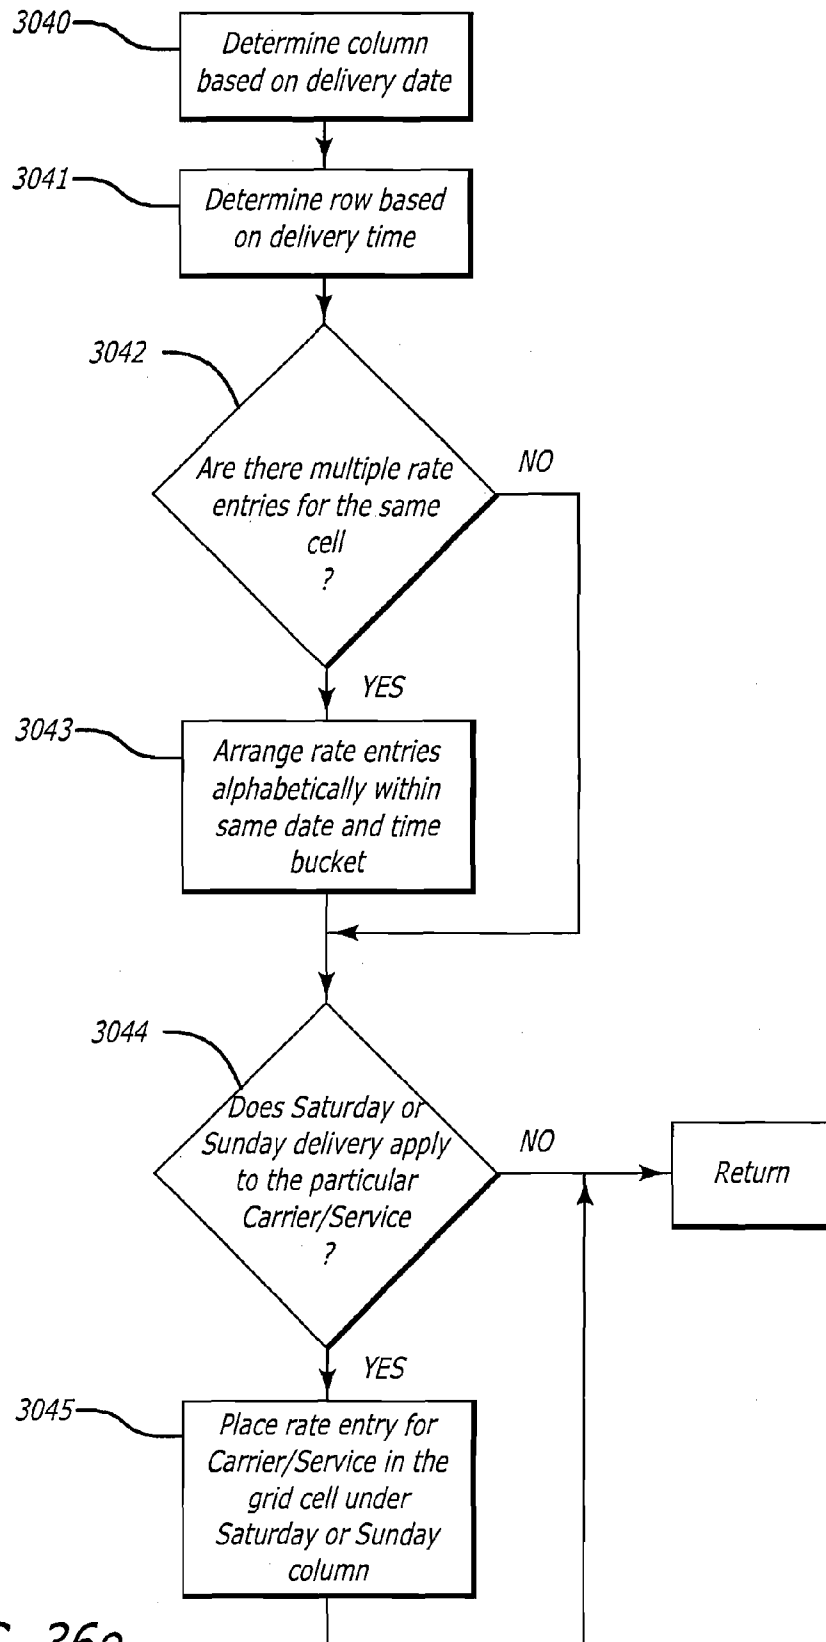 3040
Determine column
based on delivery date
3041
Determine row based
on delivery time
3042
Are there multiple rate
entries for the same
cell
?
NO
YES
3043
Arrange rate entries
alphabetically within
same date and time
bucket
3044
Does Saturday or
Sunday delivery apply
to the particular
Carrier/Service
?
NO
Return
YES
3045
Place rate entry for
Carrier/Service in the
grid cell under
Saturday or Sunday
column